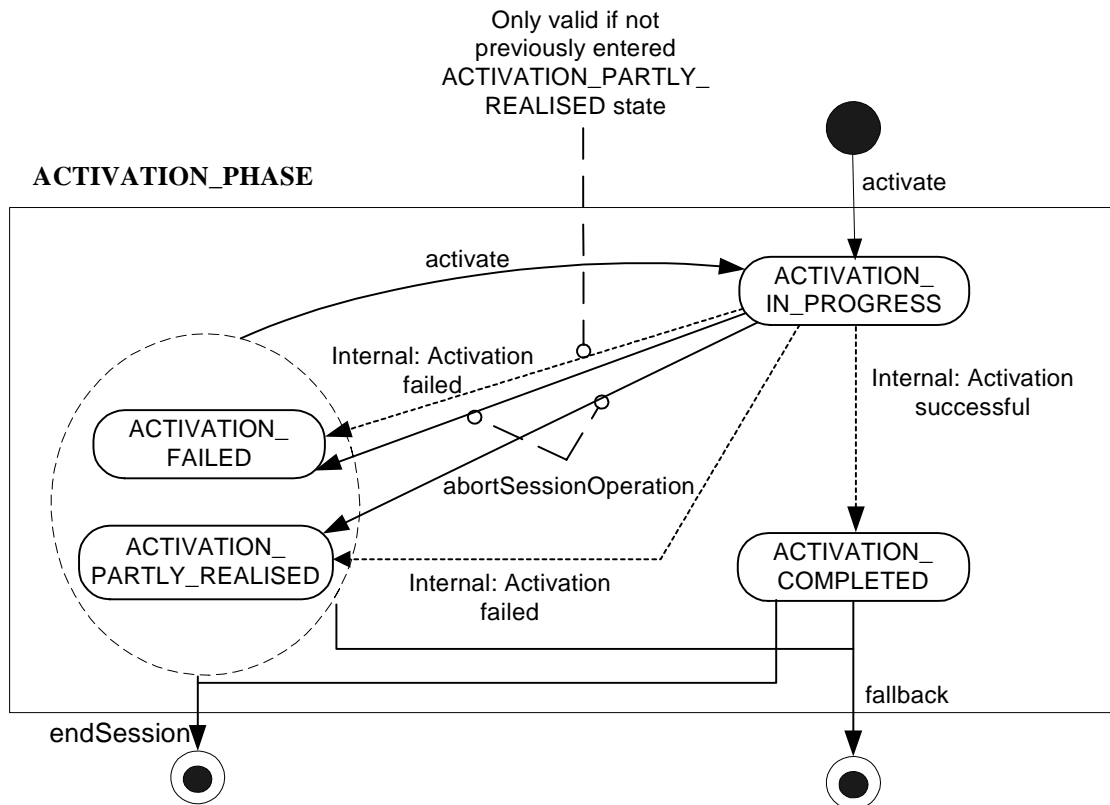 Only valid if not
previously entered
ACTIVATION_PARTLY_
REALISED state
ACTIVATION_PHASE
activate
activate
ACTIVATION_
IN_PROGRESS
Internal: Activation
failed
Internal: Activation
successful
ACTIVATION_
FAILED
abortSessionOperation
ACTIVATION_
PARTLY_REALISED
ACTIVATION_
COMPLETED
Internal: Activation
failed
fallback
endSession